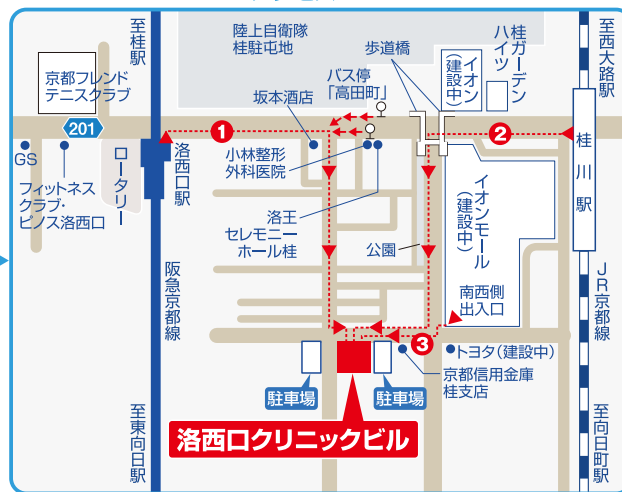 至桂駅
陸上自衛隊
桂駐屯地
歩道橋
イオン
(建設中)
桂ガーデン
ハイツ
至西大路駅
京都フレンド
テニスクラブ
バス停
「高田町」
坂本酒店
201
1
2
GS
フィットネス
クラブ・
ピノス洛西口
ロータリー
洛西口駅
小林整形
外科医院
洛王
セレモニー
ホール桂
公園
イオンモール
(建設中)
桂川駅
南西側
出入口
阪急京都線
JR京都線
3
トヨタ(建設中)
京都信用金庫
桂支店
駐車場
駐車場
洛西口クリニックビル
至東向日駅
至向日町駅